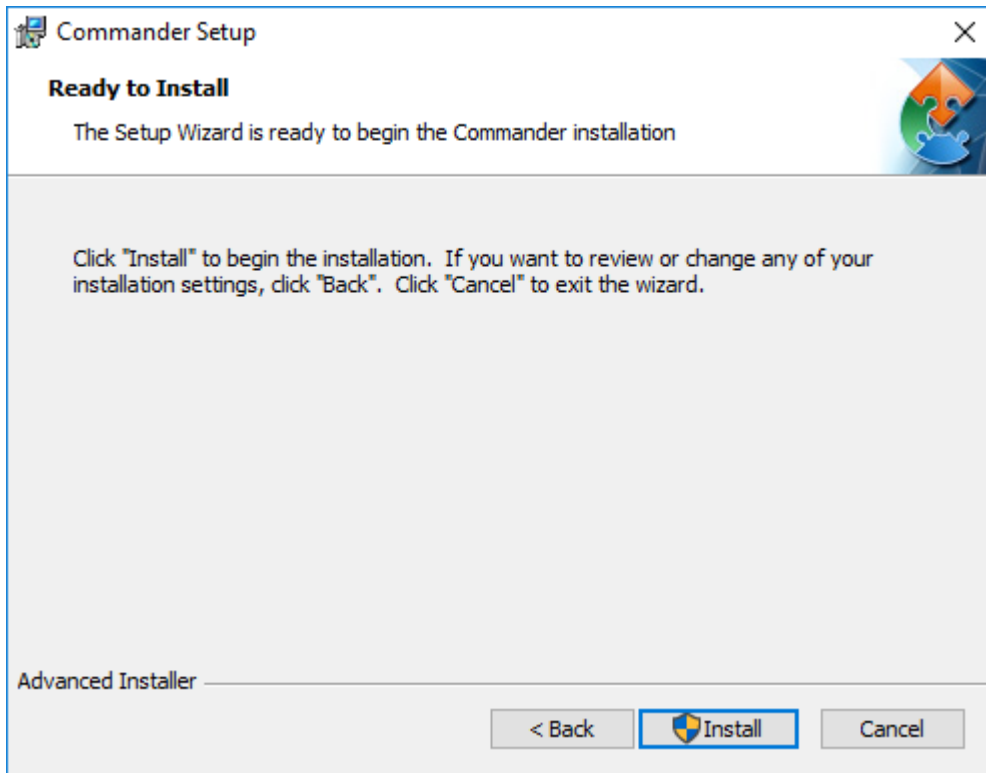 Commander Setup
Ready to Install
The Setup Wizard is ready to begin the Commander installation
Click "Install" to begin the installation.  If you want to review or change any of your
installation settings, click "Back".  Click "Cancel" to exit the wizard.
Advanced Installer
< Back
Install
Cancel